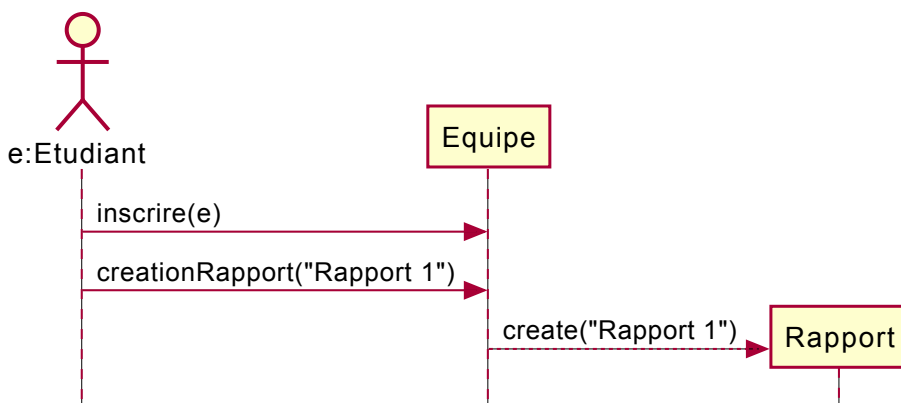 e:Etudiant
Equipe
inscrire(e)
creationRapport("Rapport 1")
create("Rapport 1")
Rapport